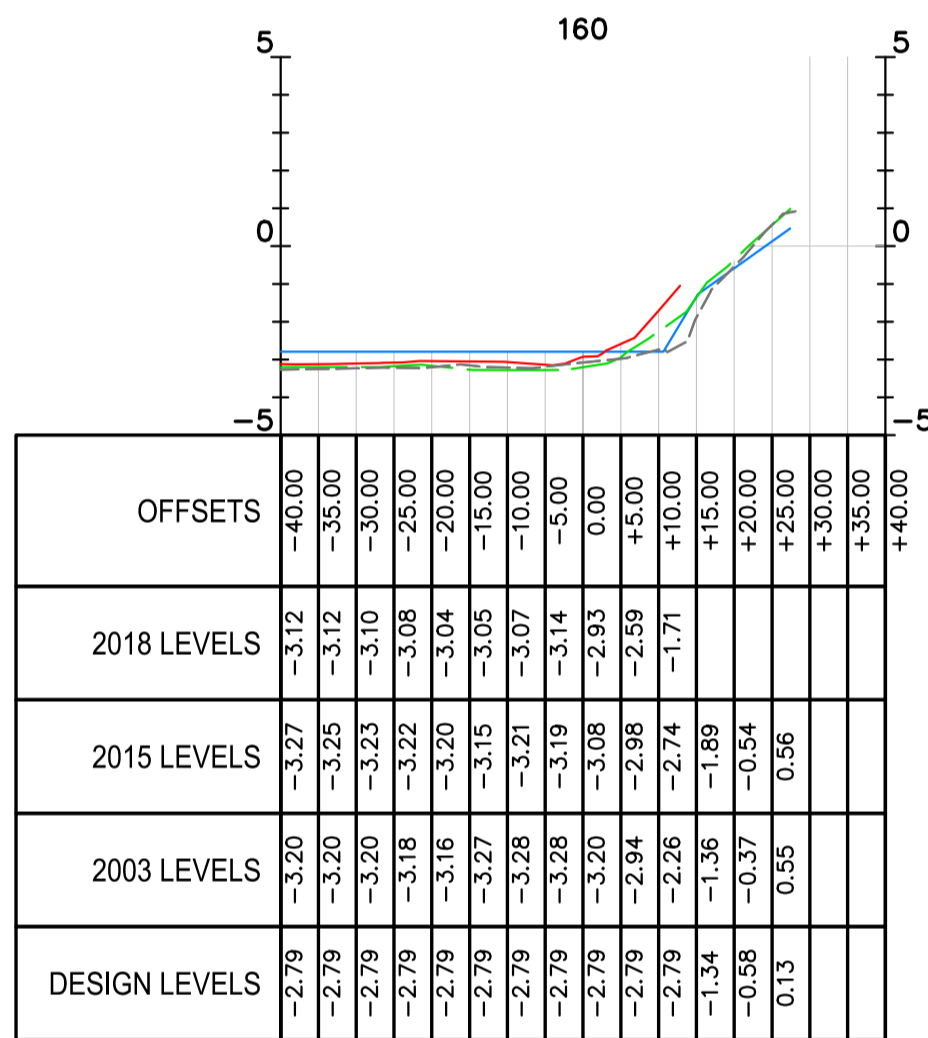 160
5 5
0 0
−5 −5
OFFSETS −40.00 −35.00 −30.00 −25.00 −20.00 −15.00 −10.00 −5.00 0.00 +5.00 +10.00 +15.00 +20.00 +25.00 +30.00 +35.00 +40.00
2018 LEVELS −3.12 −3.12 −3.10 −3.08 −3.04 −3.05 −3.07 −3.14 −2.93 −2.59 −1.71
2015 LEVELS −3.27 −3.25 −3.23 −3.22 −3.20 −3.15 −3.21 −3.19 −3.08 −2.98 −2.74 −1.89 −0.54 0.56
2003 LEVELS −3.20 −3.20 −3.20 −3.18 −3.16 −3.27 −3.28 −3.28 −3.20 −2.94 −2.26 −1.36 −0.37 0.55
DESIGN LEVELS −2.79 −2.79 −2.79 −2.79 −2.79 −2.79 −2.79 −2.79 −2.79 −2.79 −2.79 −1.34 −0.58 0.13